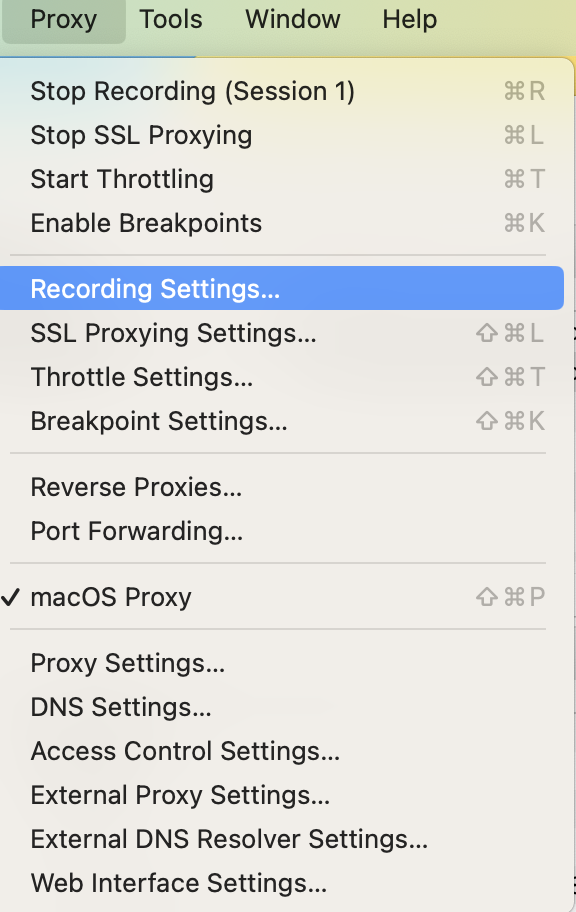 Proxy Tools Window Help
Stop Recording (Session 1) ⌘R
Stop SSL Proxying ⌘L
Start Throttling ⌘T
Enable Breakpoints ⌘K
Recording Settings...
SSL Proxying Settings... ⇧⌘L
Throttle Settings... ⇧⌘T
Breakpoint Settings... ⇧⌘K
Reverse Proxies...
Port Forwarding...
✓ macOS Proxy ⇧⌘P
Proxy Settings...
DNS Settings...
Access Control Settings...
External Proxy Settings...
External DNS Resolver Settings...
Web Interface Settings...